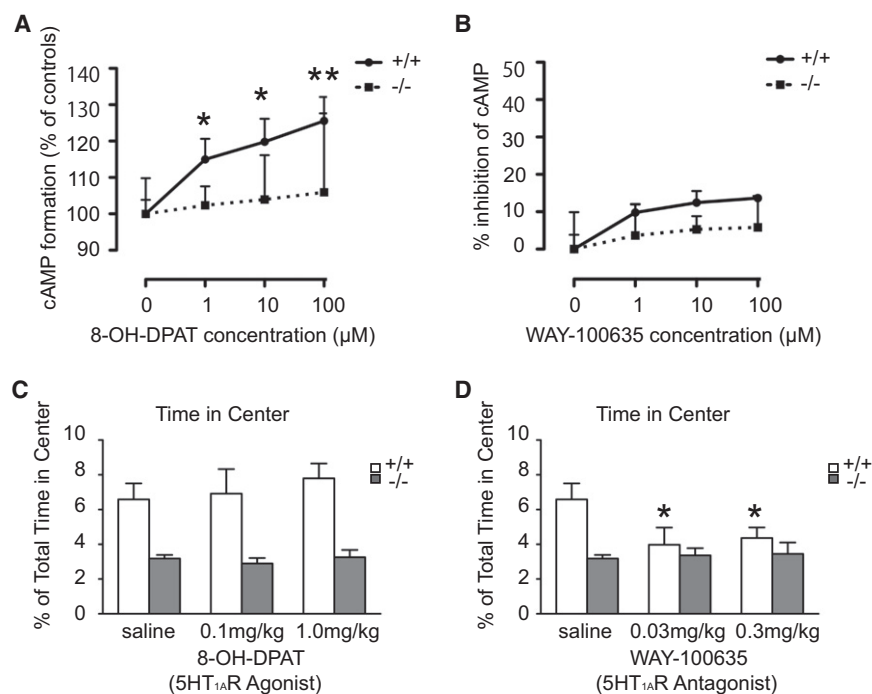 A
cAMP formation (% of controls)
140
130
120
110
100
90
*
*
**
+/+
-/-
0 1 10 100
8-OH-DPAT concentration (µM)
B
% inhibition of cAMP
50
40
30
20
10
0
+/+
-/-
0 1 10 100
WAY-100635 concentration (µM)
C
Time in Center
% of Total Time in Center
10
8
6
4
2
0
+/+
-/-
saline 0.1mg/kg 1.0mg/kg
8-OH-DPAT
(5HT1AR Agonist)
D
Time in Center
% of Total Time in Center
10
8
6
4
2
0
*
*
+/+
-/-
saline 0.03mg/kg 0.3mg/kg
WAY-100635
(5HT1AR Antagonist)